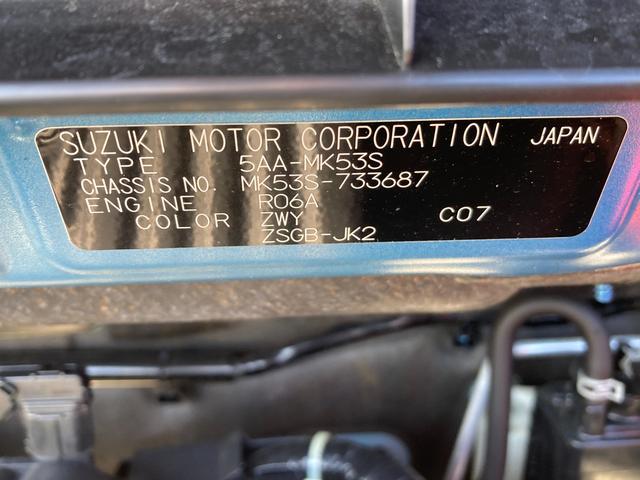 SUZUKI MOTOR CORPORATION JAPAN
TYPE 5AA-MK53S
CHASSIS NO. MK53S-733687
ENGINE R06A
COLOR ZWY C07
ZSGB-JK2